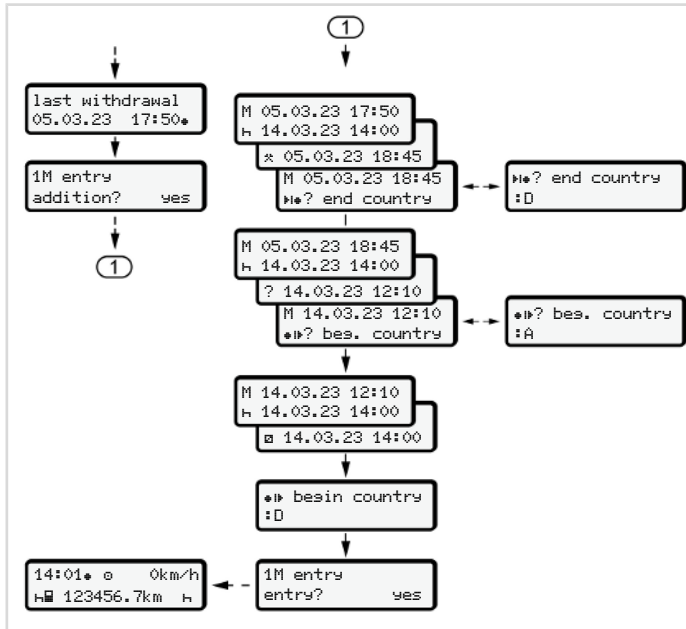 last withdrawal
05.03.23 17:50
1M entry
addition? yes
1
1
M 05.03.23 17:50
14.03.23 14:00
05.03.23 18:45
M 05.03.23 18:45
? end country
? end country
:D
M 05.03.23 18:45
14.03.23 14:00
? 14.03.23 12:10
M 14.03.23 12:10
? beg. country
? beg. country
:A
M 14.03.23 12:10
14.03.23 14:00
14.03.23 14:00
begin country
:D
1M entry
entry? yes
14:01 0km/h
123456.7km